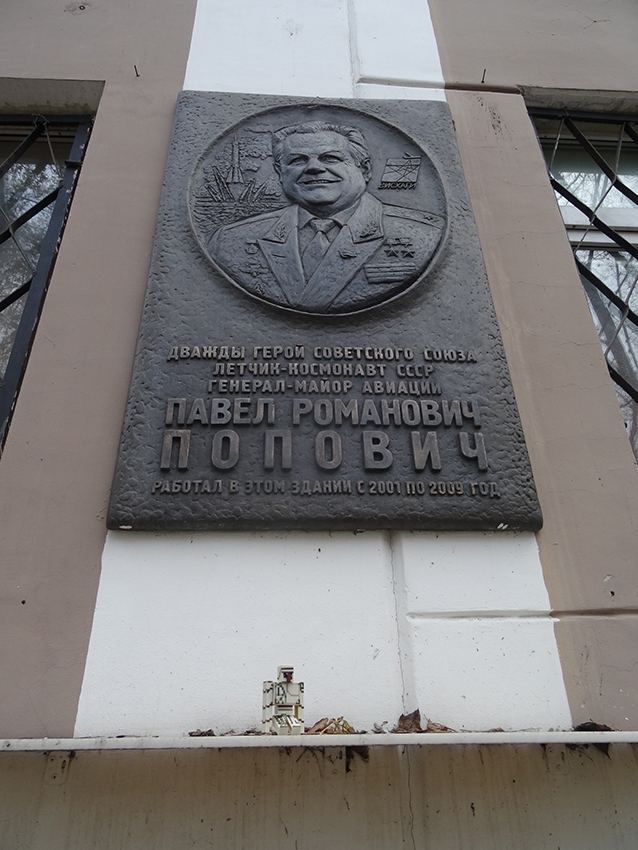 ВИСХАГИ
ДВАЖДЫ ГЕРОЙ СОВЕТСКОГО СОЮЗА
ЛЕТЧИК-КОСМОНАВТ СССР
ГЕНЕРАЛ-МАЙОР АВИАЦИИ
ПАВЕЛ РОМАНОВИЧ
ПОПОВИЧ
РАБОТАЛ В ЭТОМ ЗДАНИИ С 2001 ПО 2009 ГОД